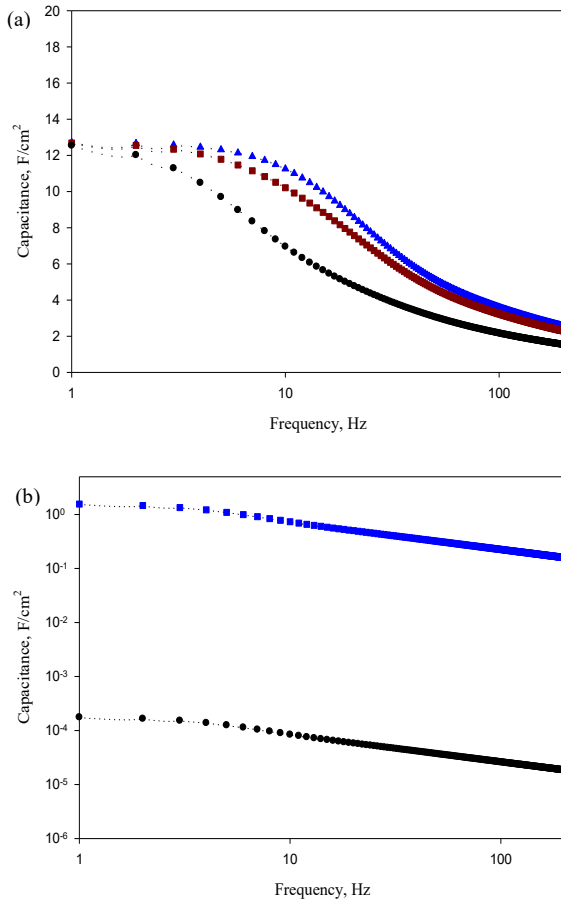 (a)
20
18
16
14
12
10
8
6
4
2
0
Capacitance, F/cm²
1 10 100
Frequency, Hz
(b)
10⁰
10⁻¹
10⁻²
10⁻³
10⁻⁴
10⁻⁵
10⁻⁶
Capacitance, F/cm²
1 10 100
Frequency, Hz